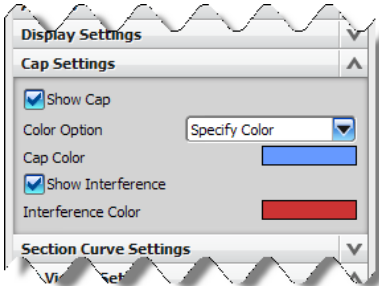 Display Settings
Cap Settings
Show Cap
Color Option Specify Color
Cap Color
Show Interference
Interference Color
Section Curve Settings